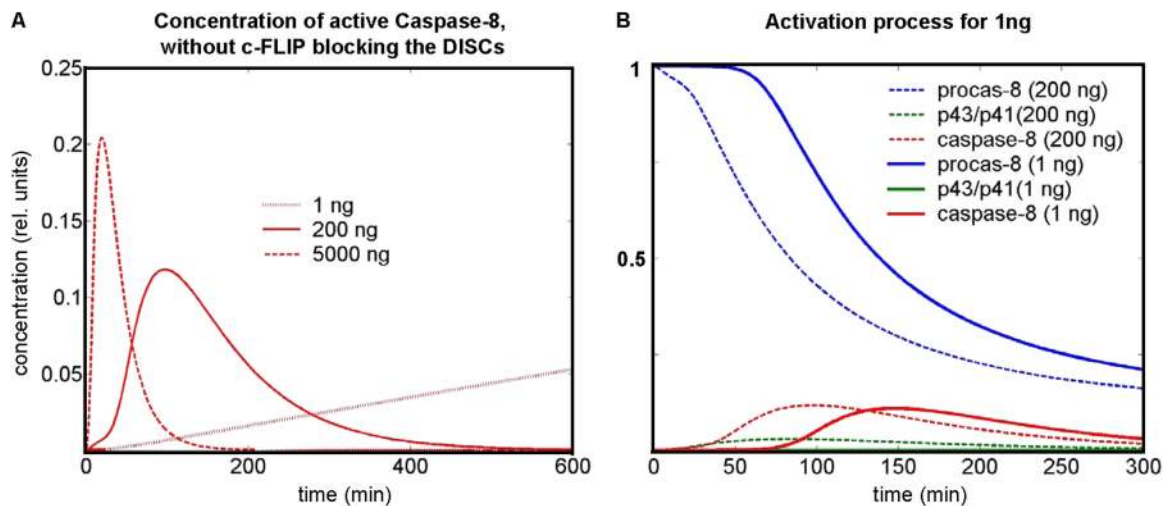 A
Concentration of active Caspase-8,
without c-FLIP blocking the DISCs
0.25
0.2
0.15
0.1
0.05
0
200
400
600
concentration (rel. units)
time (min)
1 ng
200 ng
5000 ng
B
Activation process for 1ng
1
0.5
0
50
100
150
200
250
300
time (min)
procas-8 (200 ng)
p43/p41(200 ng)
caspase-8 (200 ng)
procas-8 (1 ng)
p43/p41(1 ng)
caspase-8 (1 ng)